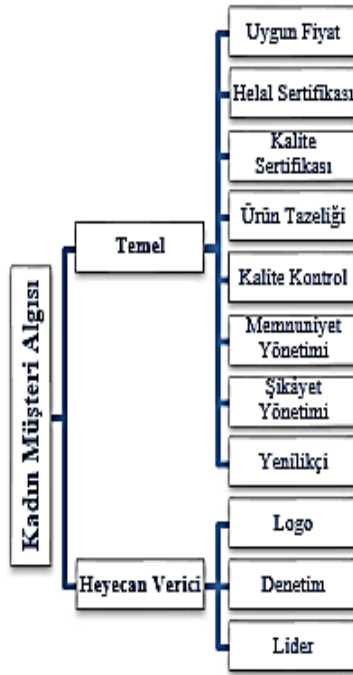 Kadın Müşteri Algısı
Temel
Uygun Fiyat
Helal Sertifikası
Kalite
Sertifikası
Ürün Tazeliği
Kalite Kontrol
Memnuniyet
Yönetimi
Şikâyet
Yönetimi
Yenilikçi
Heyecan Verici
Logo
Denetim
Lider